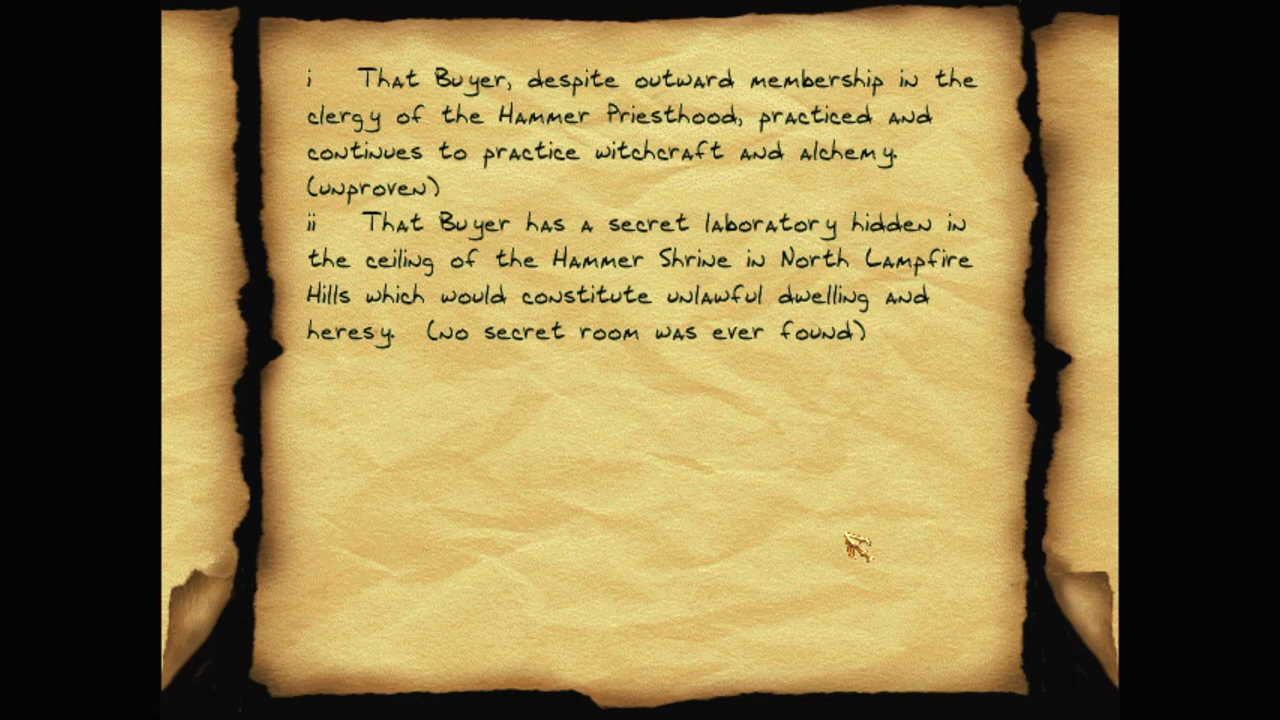 i That Buyer, despite outward membership in the
clergy of the Hammer Priesthood, practiced and
continues to practice witchcraft and alchemy.
(unproven)
ii That Buyer has a secret laboratory hidden in
the ceiling of the Hammer Shrine in North Lampfire
Hills which would constitute unlawful dwelling and
heresy. (no secret room was ever found)